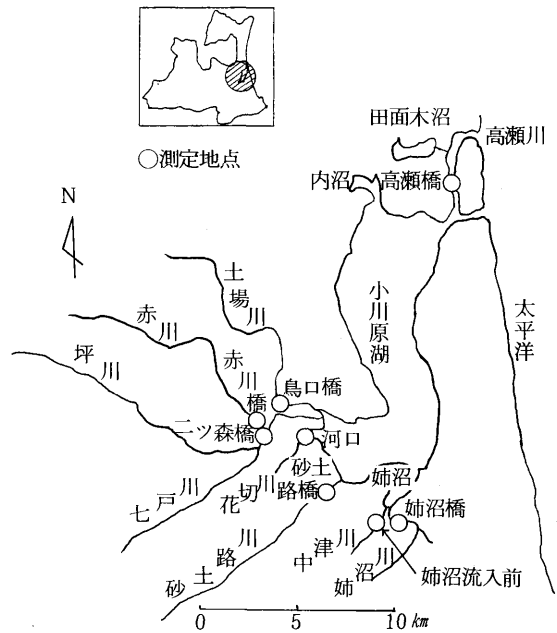 ○測定地点
N
田面木沼
高瀬川
内沼
高瀬橋
土場川
小川原湖
太平洋
赤川
坪川
赤川橋
鳥口橋
二ッ森橋
河口
七戸川
花切川
砂土路橋
姉沼
姉沼橋
砂土路川
中津川
姉沼川
姉沼流入前
0 5 10 km